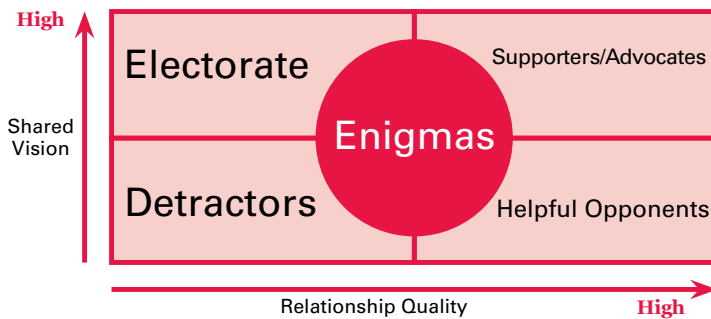 High
Electorate
Supporters/Advocates
Shared
Vision
Enigmas
Detractors
Helpful Opponents
Relationship Quality
High